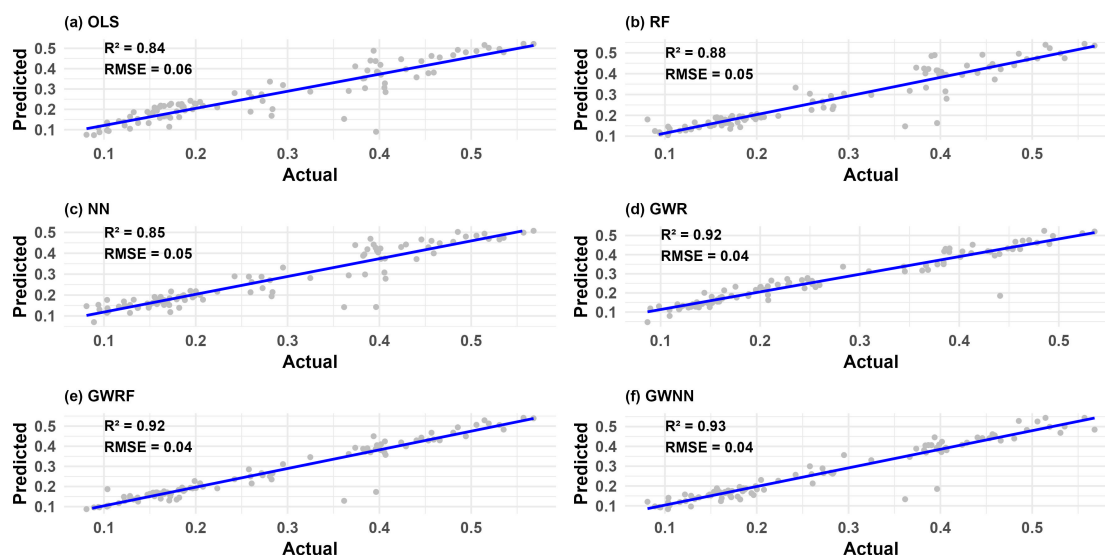 (a) OLS
R² = 0.84
RMSE = 0.06
Predicted
0.5
0.4
0.3
0.2
0.1
0.1 0.2 0.3 0.4 0.5
Actual
(b) RF
R² = 0.88
RMSE = 0.05
Predicted
0.5
0.4
0.3
0.2
0.1
0.1 0.2 0.3 0.4 0.5
Actual
(c) NN
R² = 0.85
RMSE = 0.05
Predicted
0.5
0.4
0.3
0.2
0.1
0.1 0.2 0.3 0.4 0.5
Actual
(d) GWR
R² = 0.92
RMSE = 0.04
Predicted
0.5
0.4
0.3
0.2
0.1
0.1 0.2 0.3 0.4 0.5
Actual
(e) GWRF
R² = 0.92
RMSE = 0.04
Predicted
0.5
0.4
0.3
0.2
0.1
0.1 0.2 0.3 0.4 0.5
Actual
(f) GWNN
R² = 0.93
RMSE = 0.04
Predicted
0.5
0.4
0.3
0.2
0.1
0.1 0.2 0.3 0.4 0.5
Actual